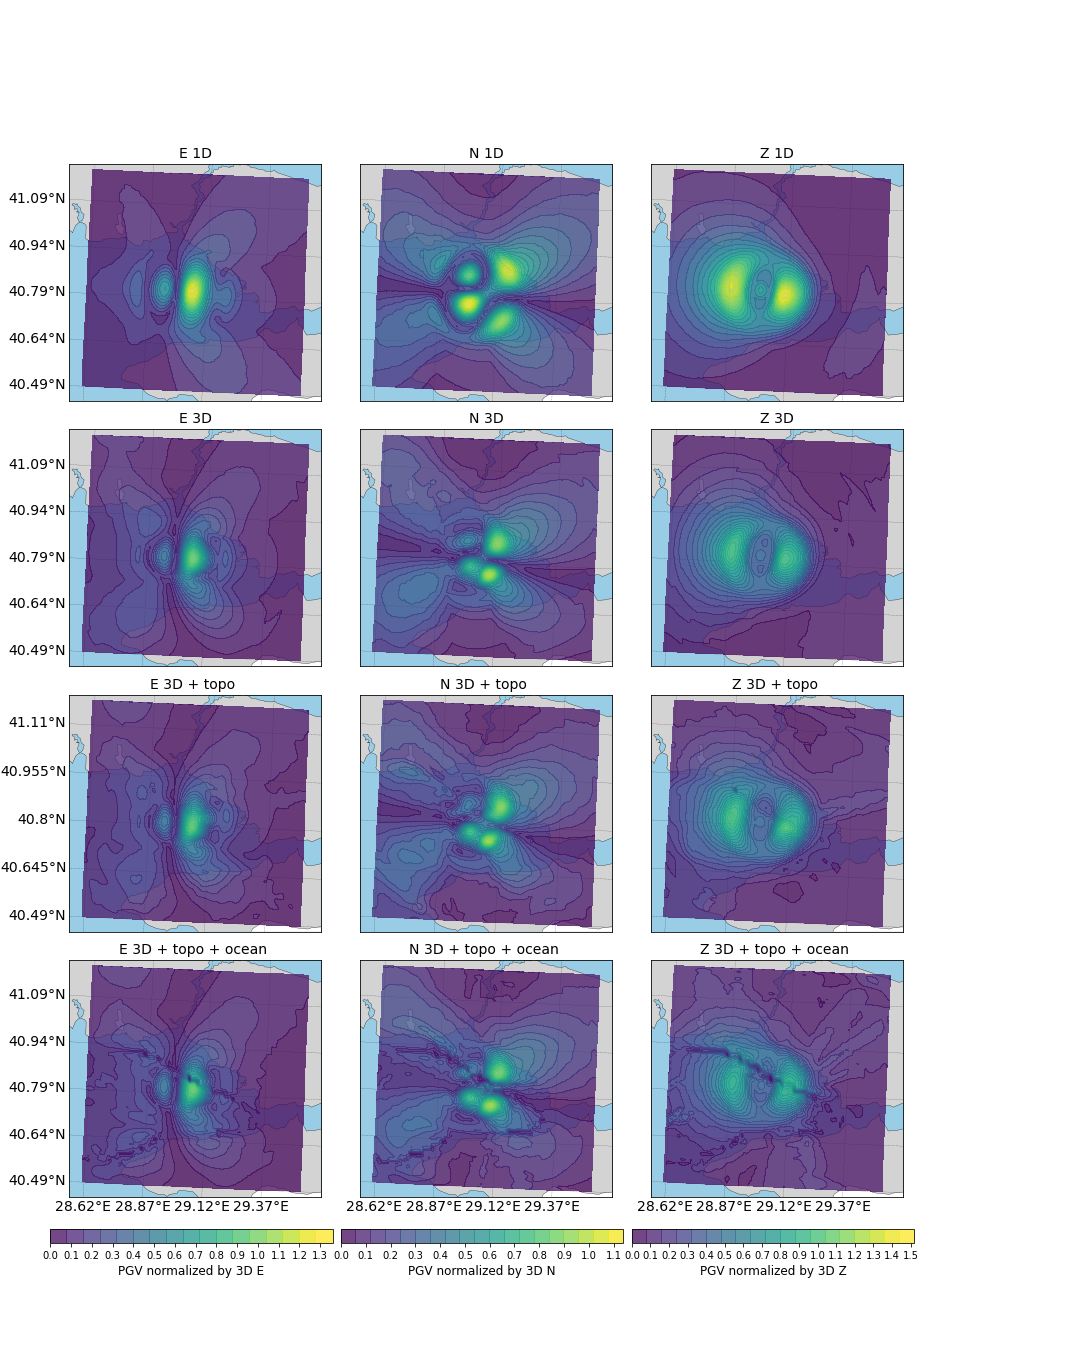 E 1D N 1D Z 1D
41.09°N
40.94°N
40.79°N
40.64°N
40.49°N
E 3D N 3D Z 3D
41.09°N
40.94°N
40.79°N
40.64°N
40.49°N
E 3D + topo N 3D + topo Z 3D + topo
41.11°N
40.955°N
40.8°N
40.645°N
40.49°N
E 3D + topo + ocean N 3D + topo + ocean Z 3D + topo + ocean
41.09°N
40.94°N
40.79°N
40.64°N
40.49°N
28.62°E 28.87°E 29.12°E 29.37°E 28.62°E 28.87°E 29.12°E 29.37°E 28.62°E 28.87°E 29.12°E 29.37°E
0.0 0.1 0.2 0.3 0.4 0.5 0.6 0.7 0.8 0.9 1.0 1.1 1.2 1.3 0.0 0.1 0.2 0.3 0.4 0.5 0.6 0.7 0.8 0.9 1.0 1.1 0.0 0.1 0.2 0.3 0.4 0.5 0.6 0.7 0.8 0.9 1.0 1.1 1.2 1.3 1.4 1.5
PGV normalized by 3D E PGV normalized by 3D N PGV normalized by 3D Z